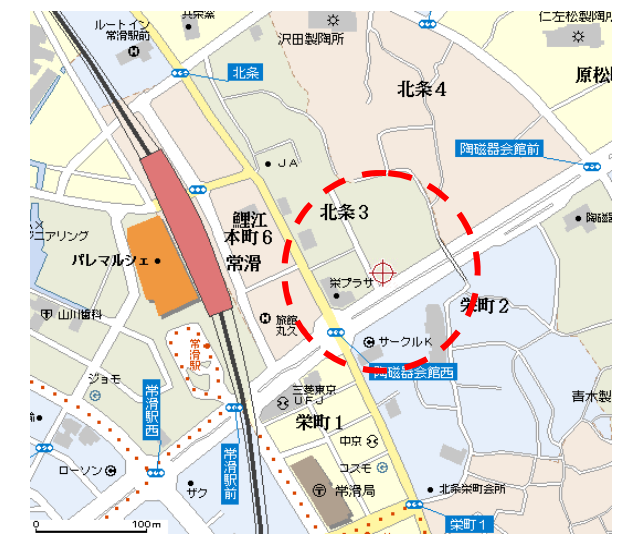 ルートイン
常滑駅前
沢田製陶所
仁左松製陶
北条
北条4
原松
陶磁器会館前
JA
北条3
鯉江
本町6
常滑
ニアリング
パレマルシェ
栄プラザ
栄町2
山川歯科
旅館
丸久
サークルK
常滑駅
陶磁器会館西
ジョモ
常滑駅西
三菱東京
UFJ
栄町1
青木製
中京
常滑駅前
コスモ
ローソン
ザク
常滑局
北条栄町会所
栄町1
0 100m